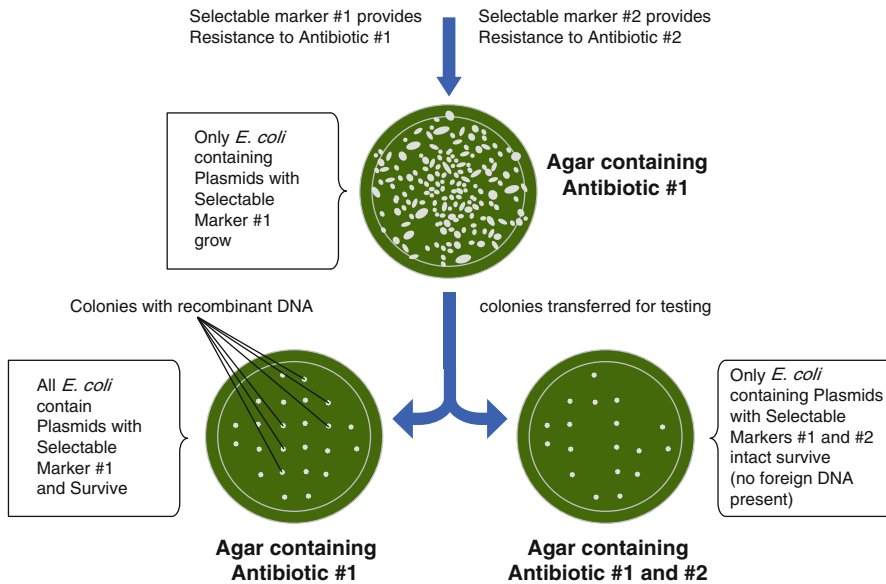 Selectable marker #1 provides
Resistance to Antibiotic #1
Selectable marker #2 provides
Resistance to Antibiotic #2
Only E. coli
containing
Plasmids with
Selectable
Marker #1
grow
Agar containing
Antibiotic #1
Colonies with recombinant DNA
colonies transferred for testing
All E. coli
contain
Plasmids with
Selectable
Marker #1
and Survive
Only E. coli
containing Plasmids
with Selectable
Markers #1 and #2
intact survive
(no foreign DNA
present)
Agar containing
Antibiotic #1
Agar containing
Antibiotic #1 and #2